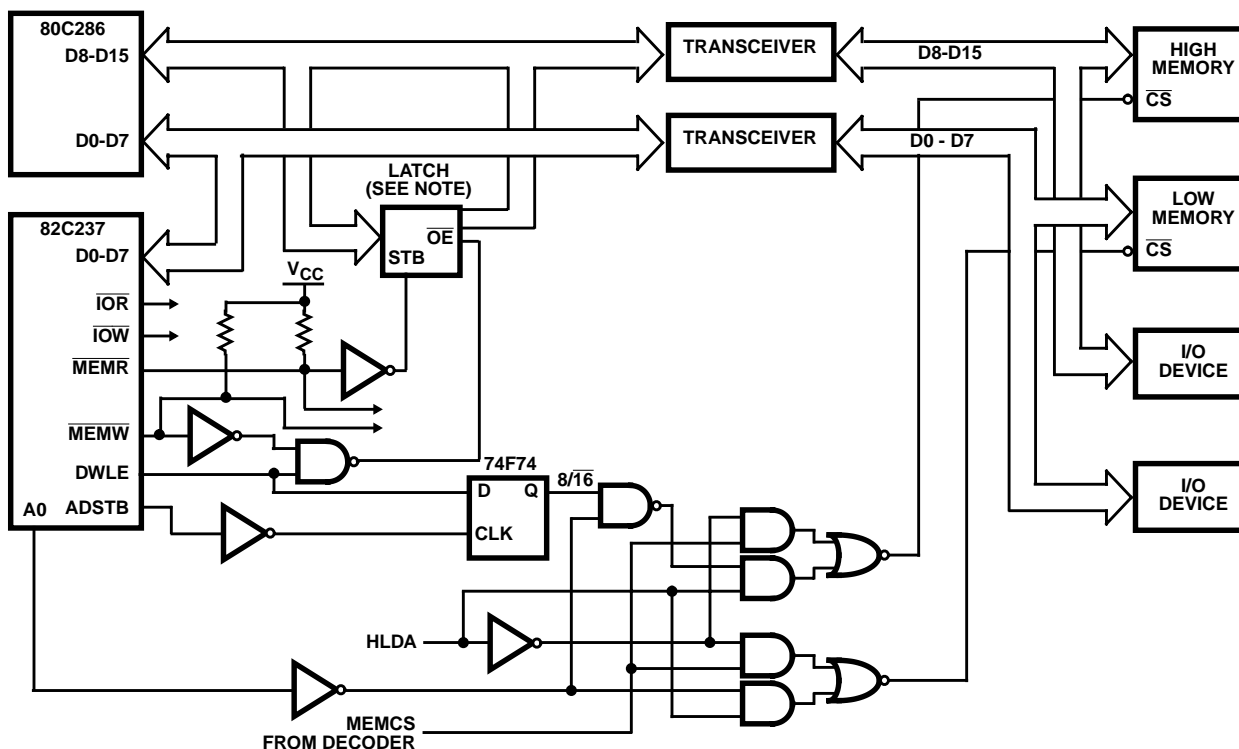 80C286
D8-D15
D0-D7
TRANSCEIVER
D8-D15
HIGH
MEMORY
CS
TRANSCEIVER
D0 - D7
LATCH
(SEE NOTE)
OE
STB
LOW
MEMORY
CS
82C237
D0-D7
VCC
IOR
IOW
MEMR
MEMW
DWLE
ADSTB
A0
I/O
DEVICE
74F74
D
Q
CLK
8/16
I/O
DEVICE
HLDA
MEMCS
FROM DECODER